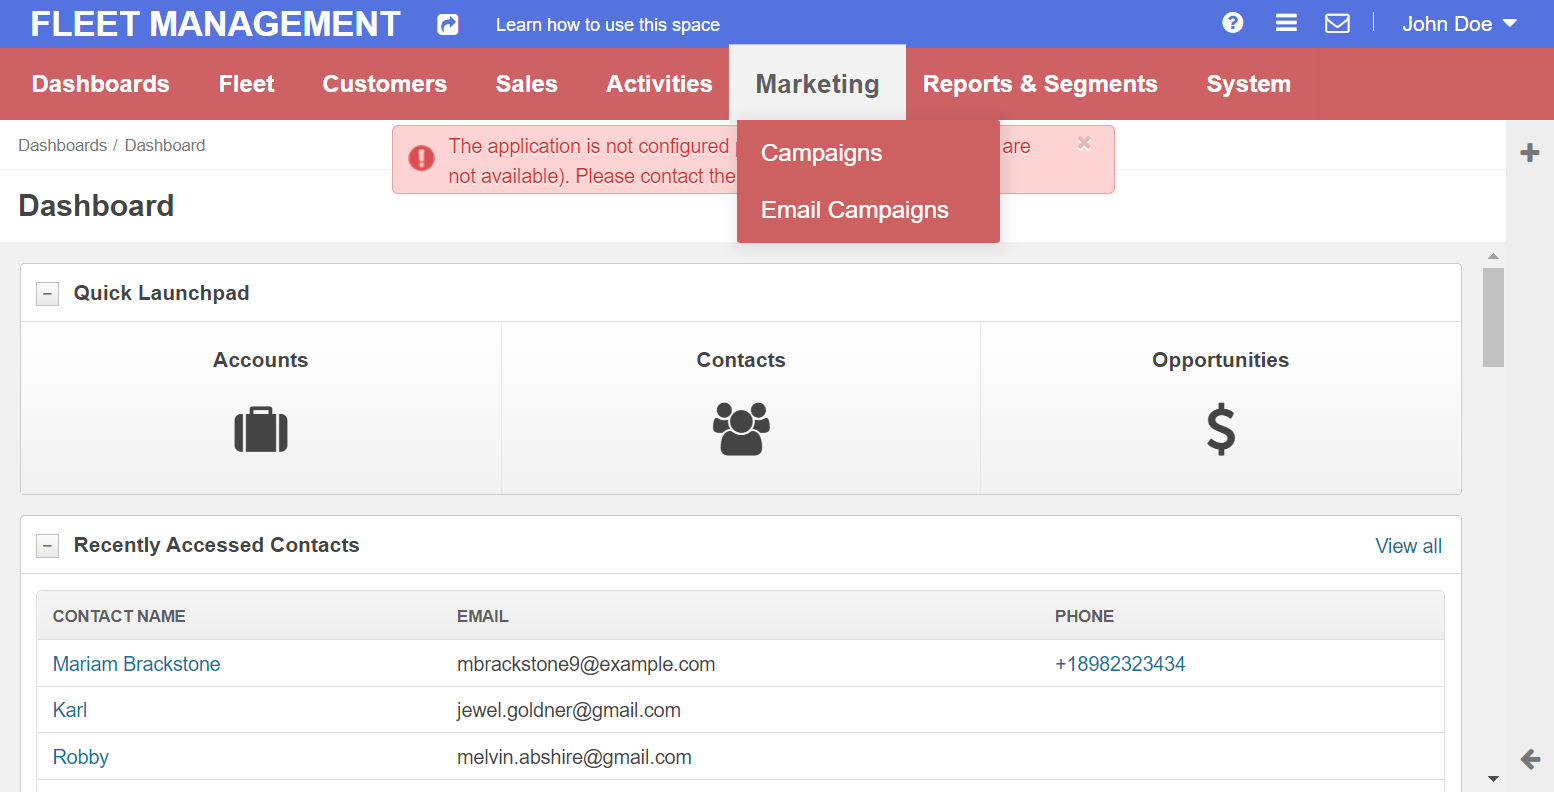 FLEET MANAGEMENT
Learn how to use this space
John Doe
Dashboards Fleet Customers Sales Activities Marketing Reports & Segments System
Dashboards / Dashboard
The application is not configured are
not available). Please contact the
Campaigns
Email Campaigns
Dashboard
Quick Launchpad
Accounts Contacts Opportunities
Recently Accessed Contacts View all
CONTACT NAME EMAIL PHONE
Mariam Brackstone mbrackstone9@example.com +18982323434
Karl jewel.goldner@gmail.com
Robby melvin.abshire@gmail.com